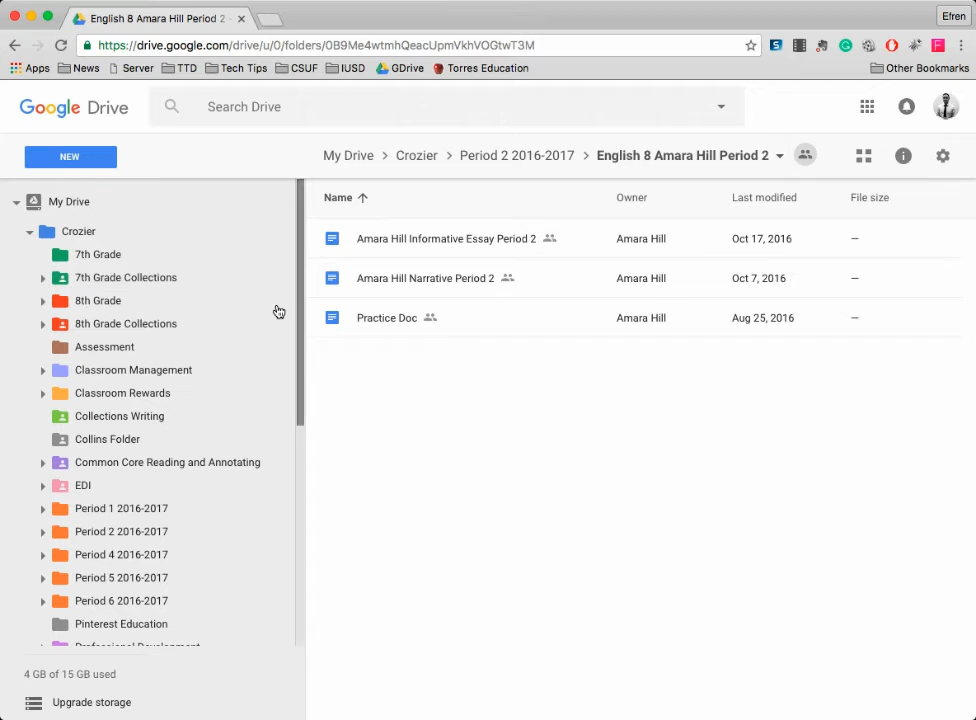 English 8 Amara Hill Period 2
Efren
https://drive.google.com/drive/u/0/folders/0B9Me4wtmhQeacUpmVkhVOGtwT3M
Apps News Server TTD Tech Tips CSUF IUSD GDrive Torres Education Other Bookmarks
Google Drive Search Drive
NEW My Drive > Crozier > Period 2 2016-2017 > English 8 Amara Hill Period 2
My Drive
Crozier
7th Grade
7th Grade Collections
8th Grade
8th Grade Collections
Assessment
Classroom Management
Classroom Rewards
Collections Writing
Collins Folder
Common Core Reading and Annotating
EDI
Period 1 2016-2017
Period 2 2016-2017
Period 4 2016-2017
Period 5 2016-2017
Period 6 2016-2017
Pinterest Education
Professional Development
4 GB of 15 GB used
Upgrade storage
Name Owner Last modified File size
Amara Hill Informative Essay Period 2 Amara Hill Oct 17, 2016 —
Amara Hill Narrative Period 2 Amara Hill Oct 7, 2016 —
Practice Doc Amara Hill Aug 25, 2016 —